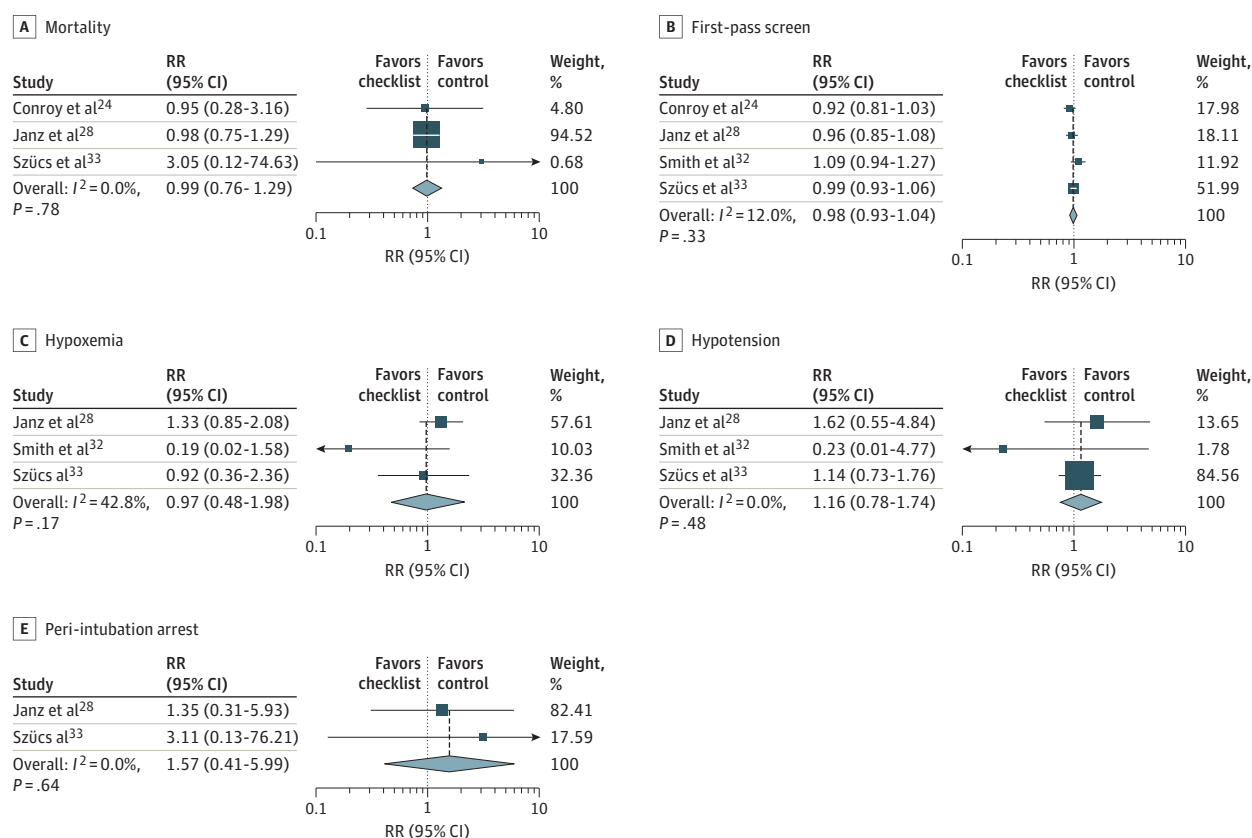 A Mortality
RR Favors Favors Weight,
Study (95% CI) checklist control %
Conroy et al24 0.95 (0.28-3.16) 4.80
Janz et al28 0.98 (0.75-1.29) 94.52
Szücs et al33 3.05 (0.12-74.63) 0.68
Overall: I2 = 0.0%, 0.99 (0.76- 1.29) 100
P = .78
0.1 1 10
RR (95% CI)
B First-pass screen
RR Favors Favors Weight,
Study (95% CI) checklist control %
Conroy et al24 0.92 (0.81-1.03) 17.98
Janz et al28 0.96 (0.85-1.08) 18.11
Smith et al32 1.09 (0.94-1.27) 11.92
Szücs et al33 0.99 (0.93-1.06) 51.99
Overall: I2 = 12.0%, 0.98 (0.93-1.04) 100
P = .33
0.1 1 10
RR (95% CI)
C Hypoxemia
RR Favors Favors Weight,
Study (95% CI) checklist control %
Janz et al28 1.33 (0.85-2.08) 57.61
Smith et al32 0.19 (0.02-1.58) 10.03
Szücs al33 0.92 (0.36-2.36) 32.36
Overall: I2 = 42.8%, 0.97 (0.48-1.98) 100
P = .17
0.1 1 10
RR (95% CI)
D Hypotension
RR Favors Favors Weight,
Study (95% CI) checklist control %
Janz et al28 1.62 (0.55-4.84) 13.65
Smith et al32 0.23 (0.01-4.77) 1.78
Szücs et al33 1.14 (0.73-1.76) 84.56
Overall: I2 = 0.0%, 1.16 (0.78-1.74) 100
P = .48
0.1 1 10
RR (95% CI)
E Peri-intubation arrest
RR Favors Favors Weight,
Study (95% CI) checklist control %
Janz et al28 1.35 (0.31-5.93) 82.41
Szücs al33 3.11 (0.13-76.21) 17.59
Overall: I2 = 0.0%, 1.57 (0.41-5.99) 100
P = .64
0.1 1 10
RR (95% CI)